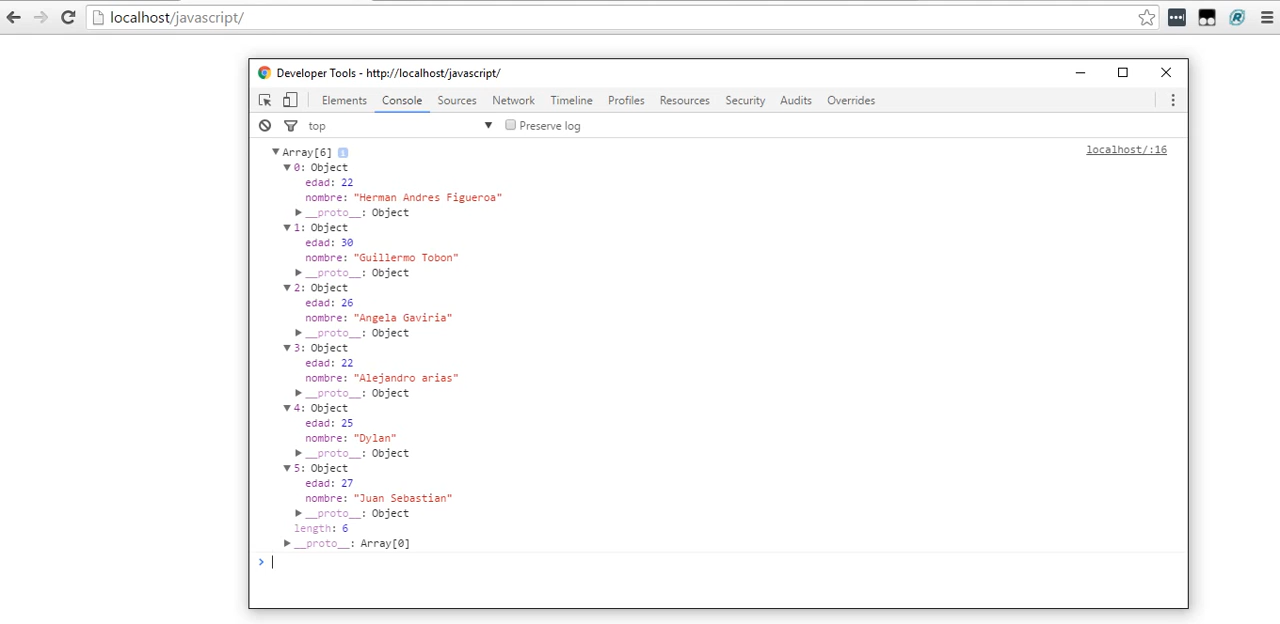 localhost/javascript/
Developer Tools - http://localhost/javascript/
Elements Console Sources Network Timeline Profiles Resources Security Audits Overrides
top Preserve log
Array[6] localhost/:16
0: Object
edad: 22
nombre: "Herman Andres Figueroa"
__proto__: Object
1: Object
edad: 30
nombre: "Guillermo Tobon"
__proto__: Object
2: Object
edad: 26
nombre: "Angela Gaviria"
__proto__: Object
3: Object
edad: 22
nombre: "Alejandro arias"
__proto__: Object
4: Object
edad: 25
nombre: "Dylan"
__proto__: Object
5: Object
edad: 27
nombre: "Juan Sebastian"
__proto__: Object
length: 6
__proto__: Array[0]